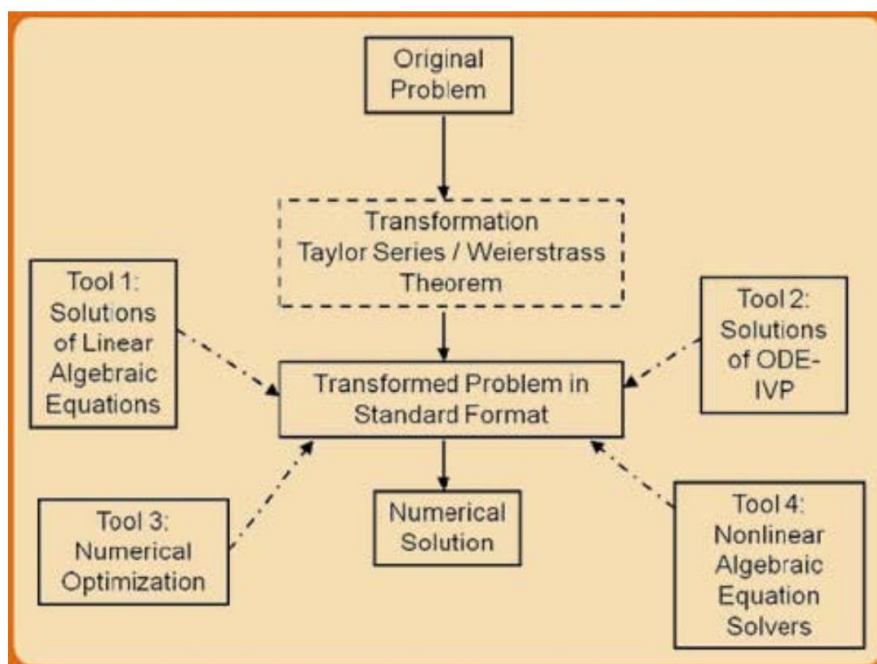 Original
Problem
Transformation
Taylor Series / Weierstrass
Theorem
Tool 1:
Solutions
of Linear
Algebraic
Equations
Tool 2:
Solutions
of ODE-
IVP
Transformed Problem in
Standard Format
Tool 3:
Numerical
Optimization
Numerical
Solution
Tool 4:
Nonlinear
Algebraic
Equation
Solvers